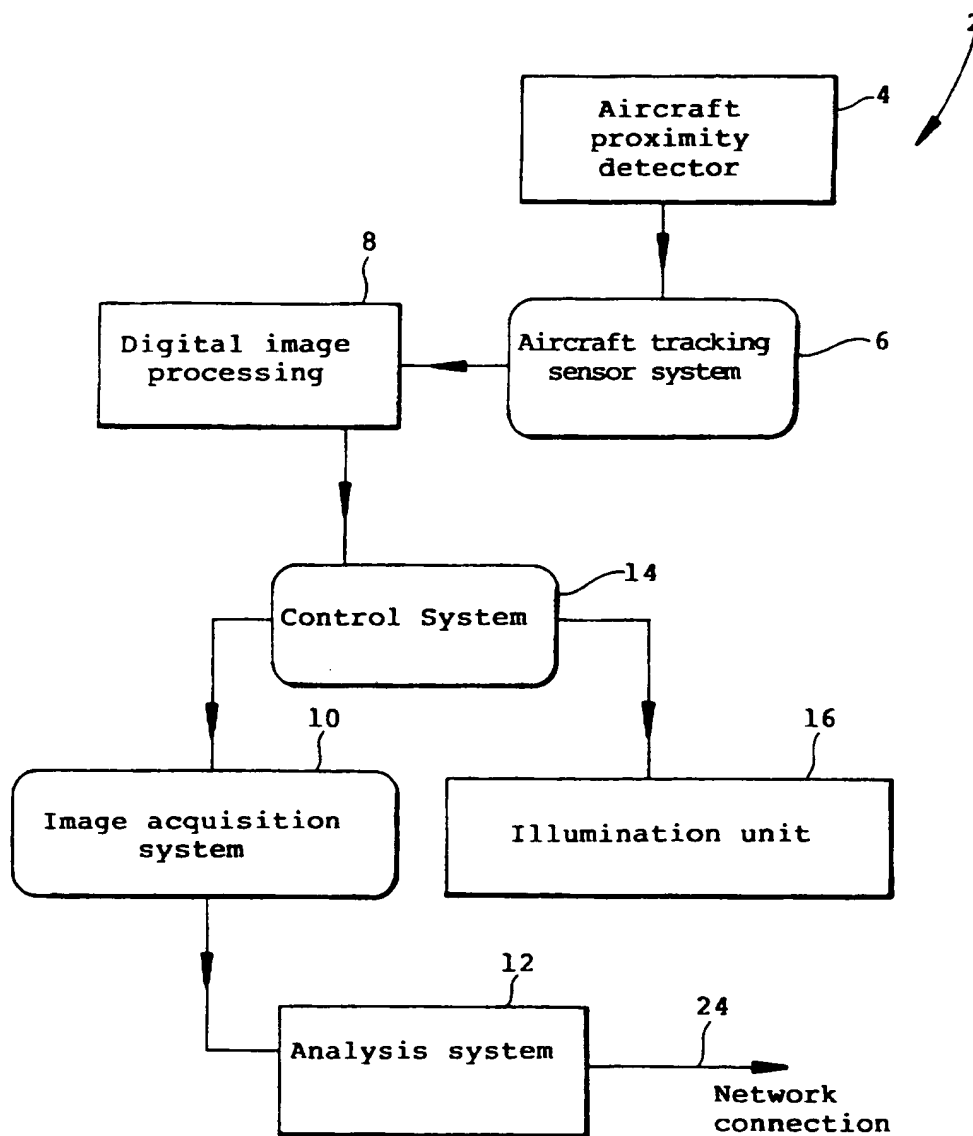 2
Aircraft
proximity
detector
4
8
Digital image
processing
Aircraft tracking
sensor system
6
Control System
14
10
Image acquisition
system
16
Illumination unit
12
Analysis system
24
Network
connection